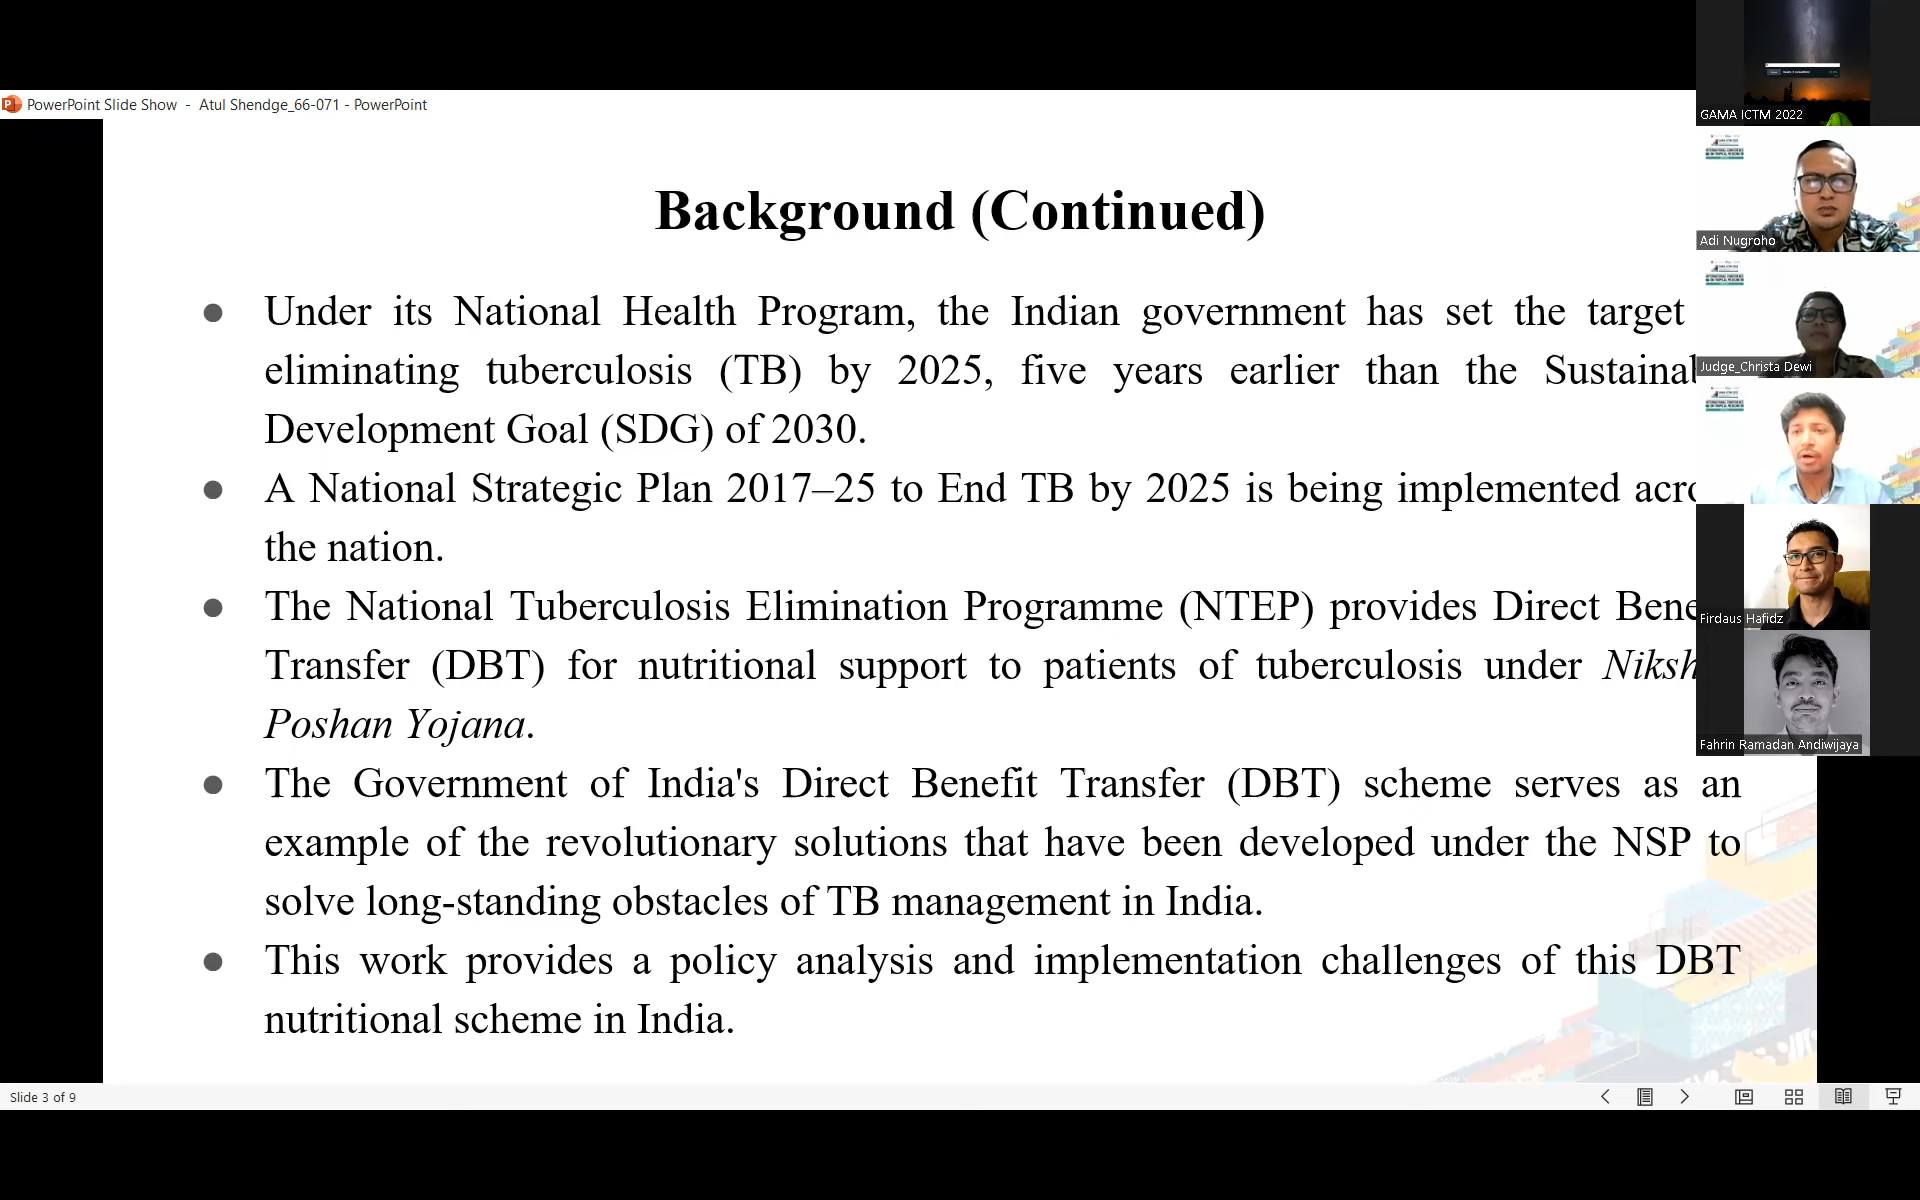 PowerPoint Slide Show - Atul Shendge_66-071 - PowerPoint
Background (Continued)
Under its National Health Program, the Indian government has set the target
eliminating tuberculosis (TB) by 2025, five years earlier than the
Development Goal (SDG) of 2030.
A National Strategic Plan 2017–25 to End TB by 2025 is being implemented
the nation.
The National Tuberculosis Elimination Programme (NTEP) provides Direct
Transfer (DBT) for nutritional support to patients of tuberculosis under
Poshan Yojana.
The Government of India's Direct Benefit Transfer (DBT) scheme serves as an
example of the revolutionary solutions that have been developed under the NSP to
solve long-standing obstacles of TB management in India.
This work provides a policy analysis and implementation challenges of this DBT
nutritional scheme in India.
Slide 3 of 9
GAMA ICTM 2022
Adi Nugroho
Judge_Christa Dewi
Firdaus Hafidz
Fahrin Ramadan Andiwijaya